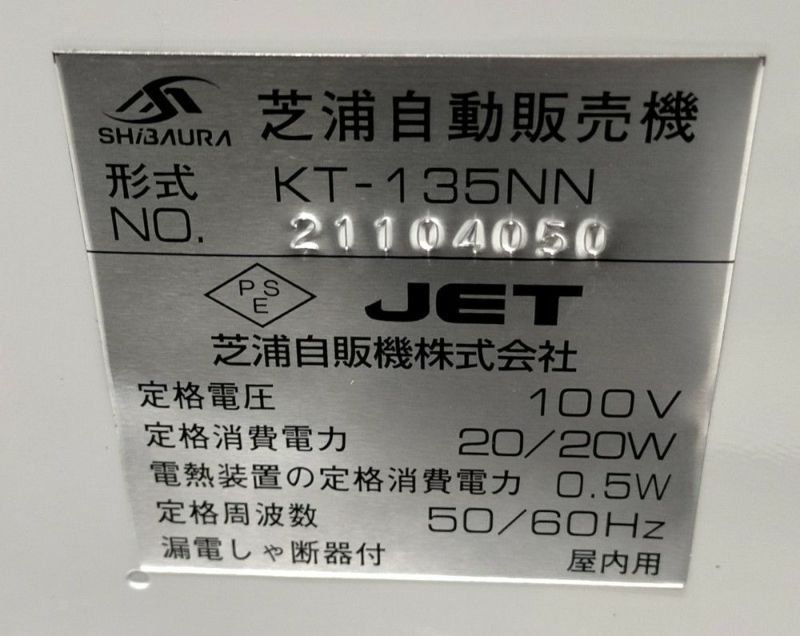 SHiBAURA 芝浦自動販売機
形式 KT-135NN
NO. 21104050
PSE JET
芝浦自販機株式会社
定格電圧 100V
定格消費電力 20/20W
電熱装置の定格消費電力 0.5W
定格周波数 50/60Hz
漏電しゃ断器付 屋内用